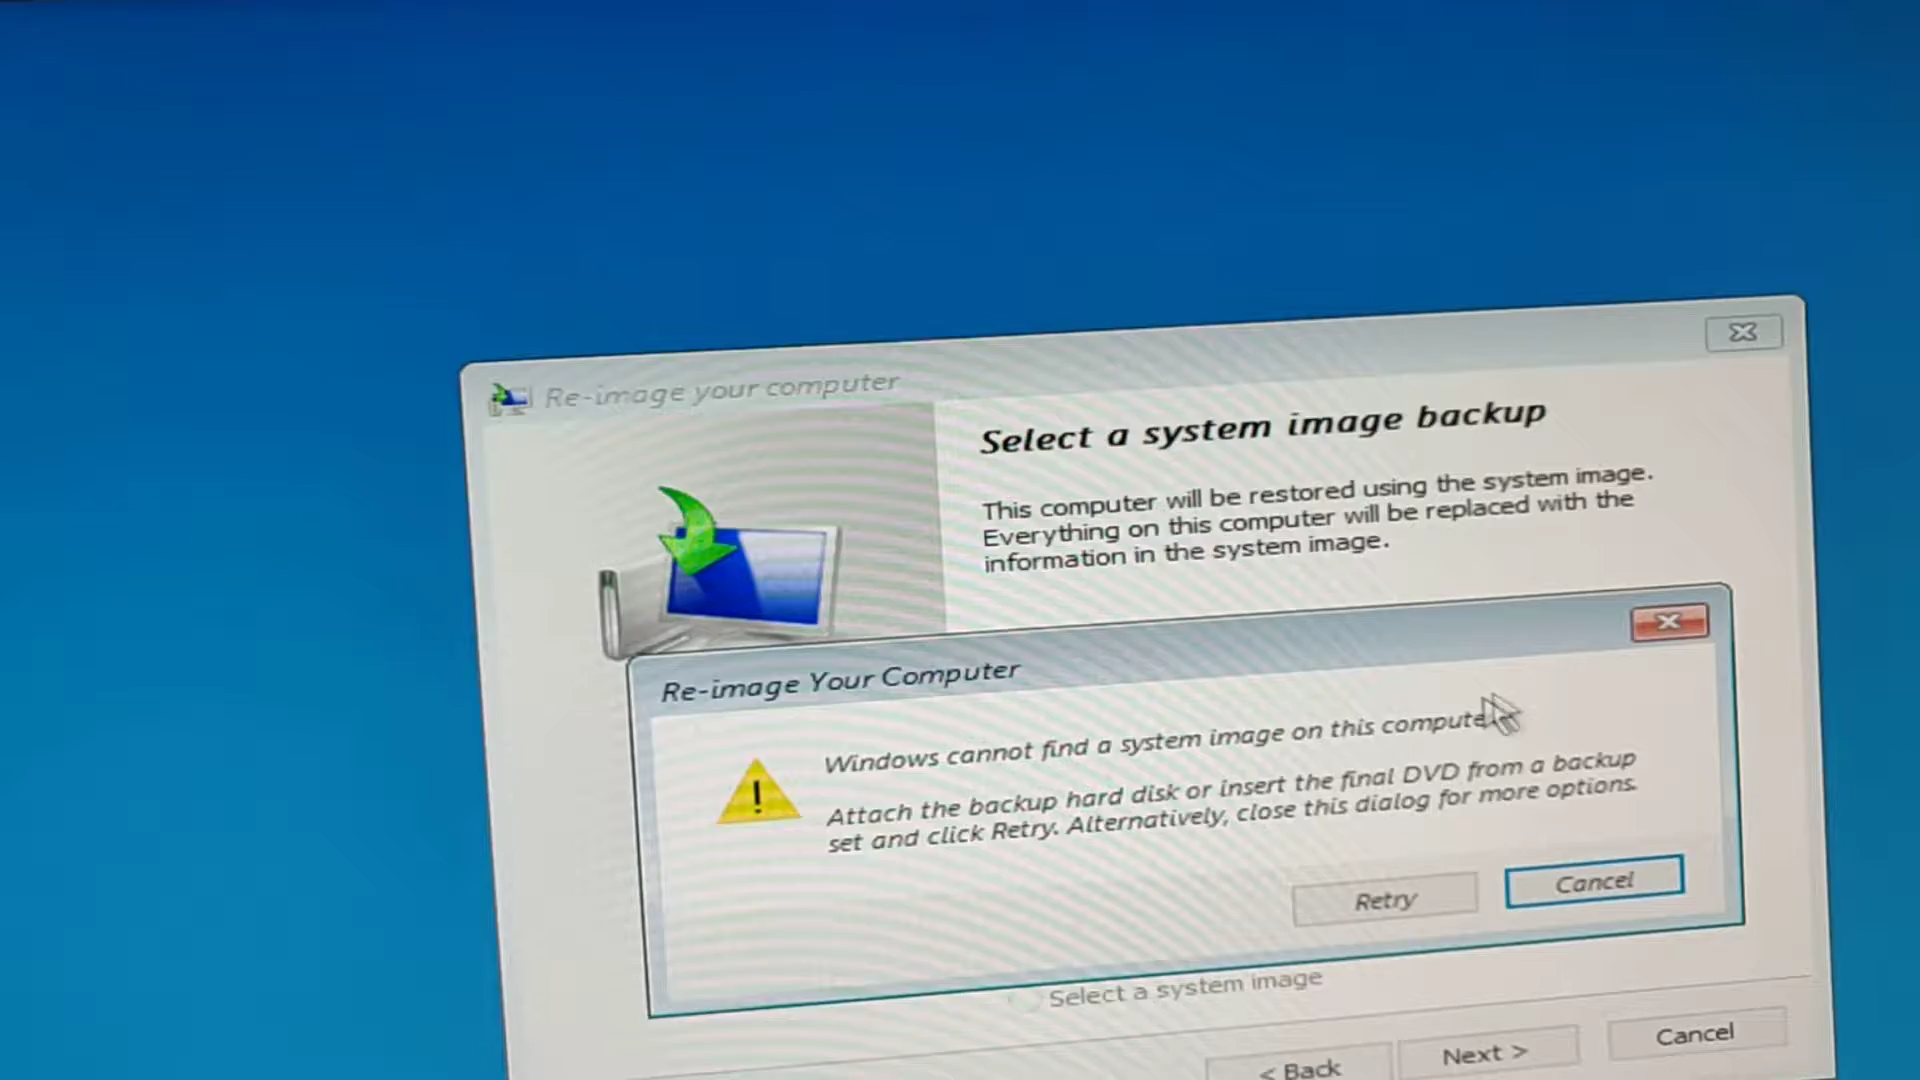 Re-image your computer
Select a system image backup
This computer will be restored using the system image.
Everything on this computer will be replaced with the
information in the system image.
Re-image Your Computer
Windows cannot find a system image on this compute
Attach the backup hard disk or insert the final DVD from a backup
set and click Retry. Alternatively, close this dialog for more options.
Retry
Cancel
Select a system image
< Back
Next >
Cancel